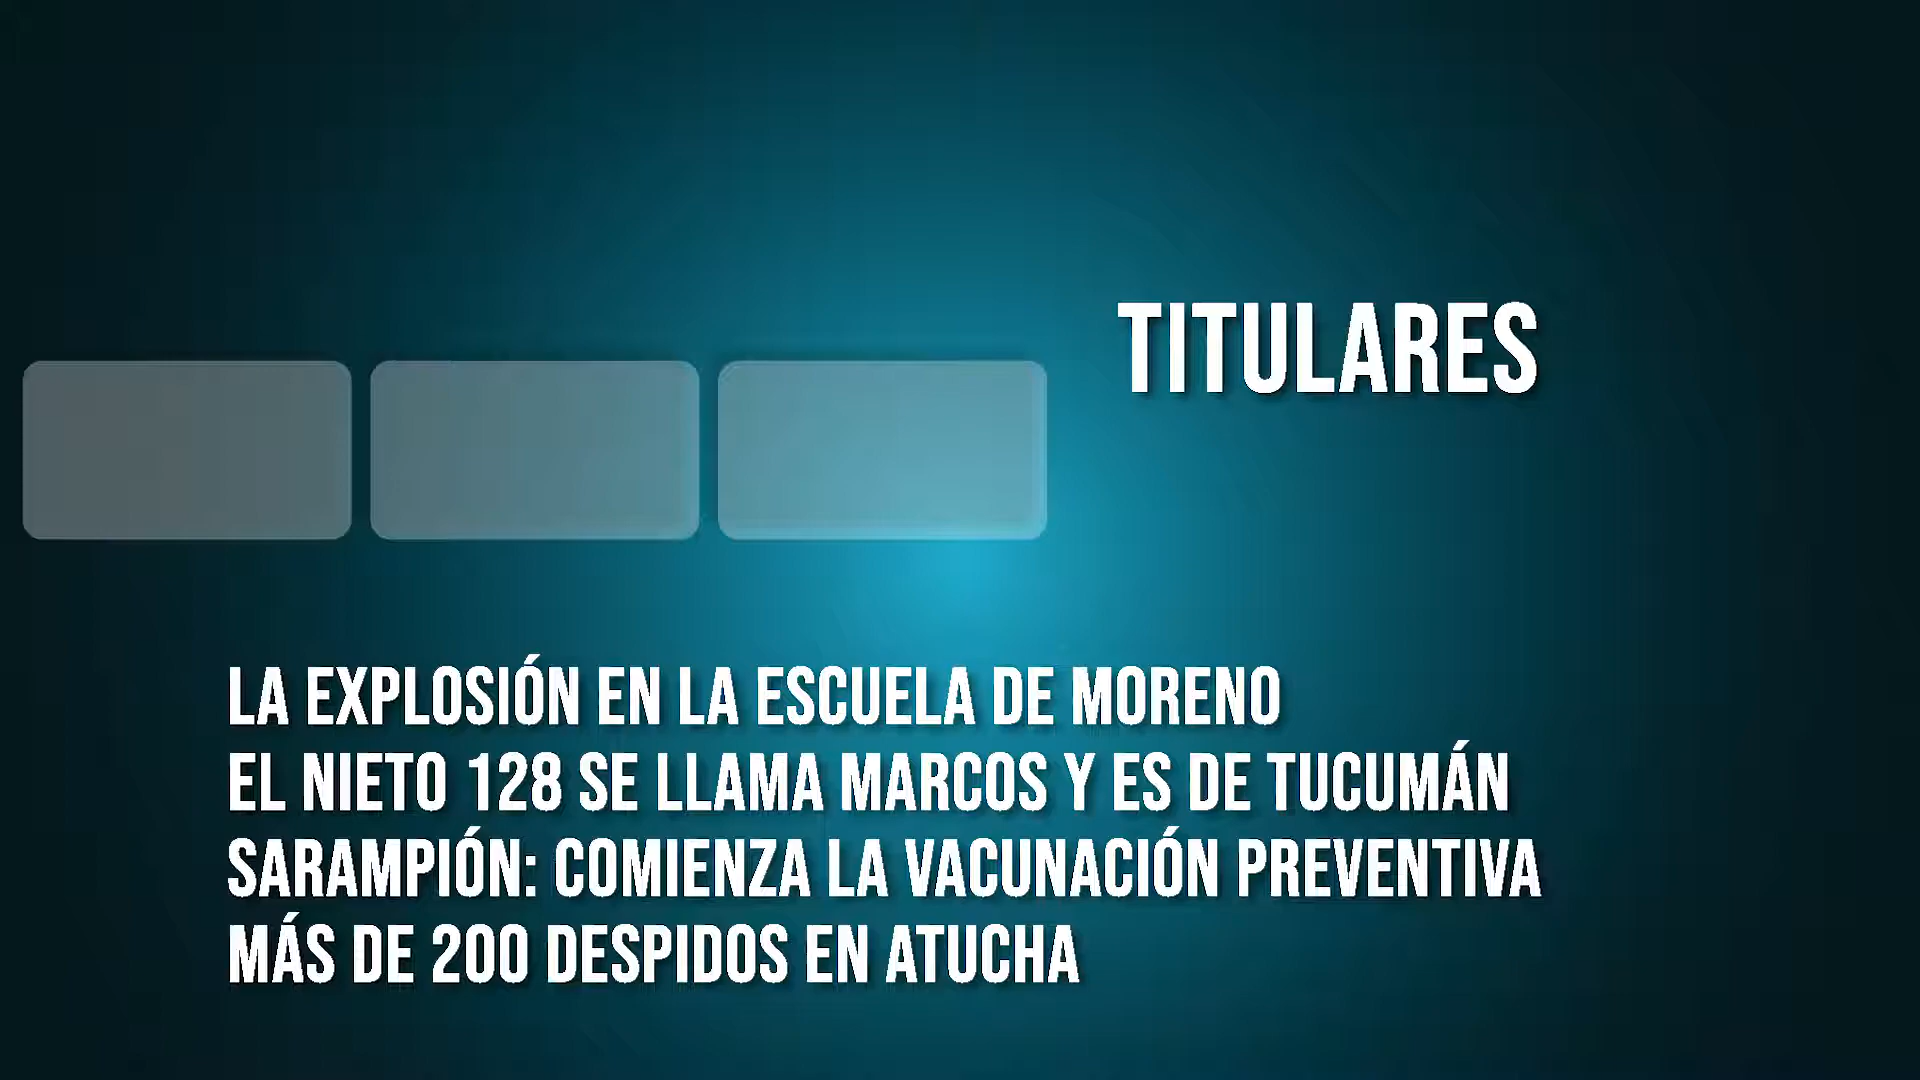 TITULARES
LA EXPLOSIÓN EN LA ESCUELA DE MORENO
EL NIETO 128 SE LLAMA MARCOS Y ES DE TUCUMÁN
SARAMPIÓN: COMIENZA LA VACUNACIÓN PREVENTIVA
MÁS DE 200 DESPIDOS EN ATUCHA